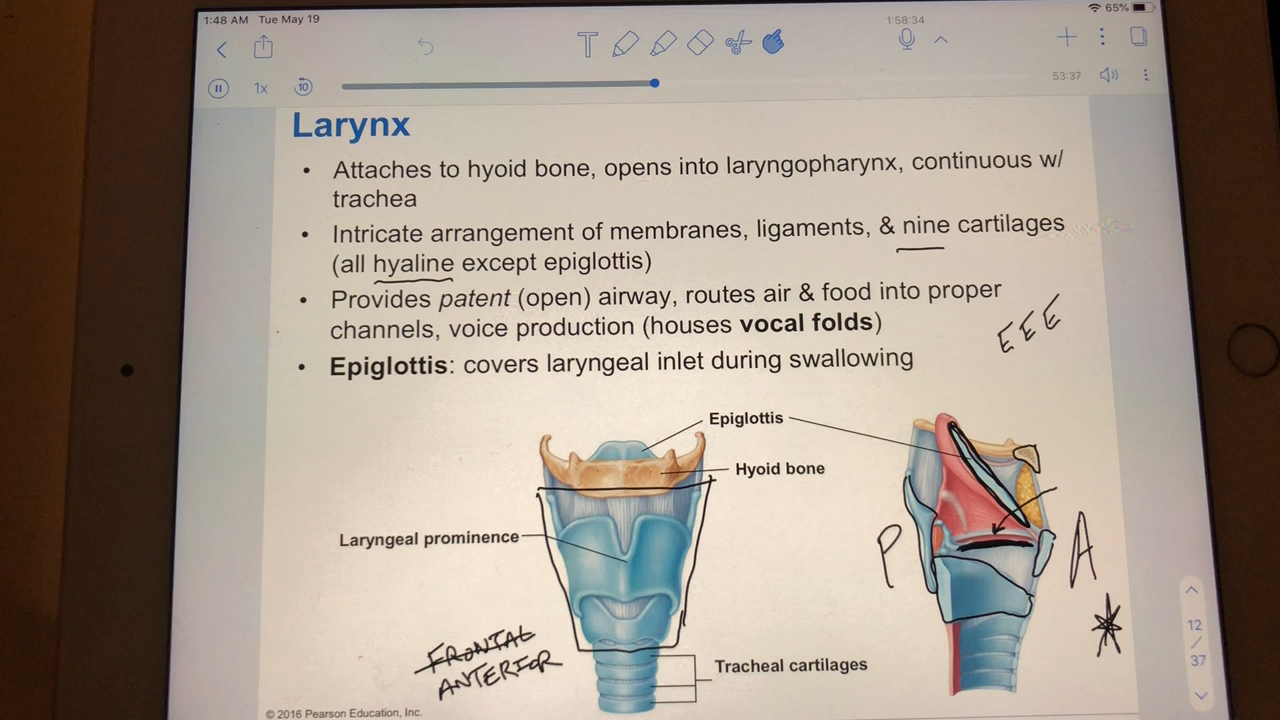 1:48 AM Tue May 19
65%
1:58:34
T
1x
10
53:37
Larynx
• Attaches to hyoid bone, opens into laryngopharynx, continuous w/
trachea
• Intricate arrangement of membranes, ligaments, & nine cartilages
(all hyaline except epiglottis)
• Provides patent (open) airway, routes air & food into proper
channels, voice production (houses vocal folds)
EEE
• Epiglottis: covers laryngeal inlet during swallowing
Epiglottis
Hyoid bone
Laryngeal prominence
P
A
12
/
37
FRONTAL
ANTERIOR
Tracheal cartilages
© 2016 Pearson Education, Inc.